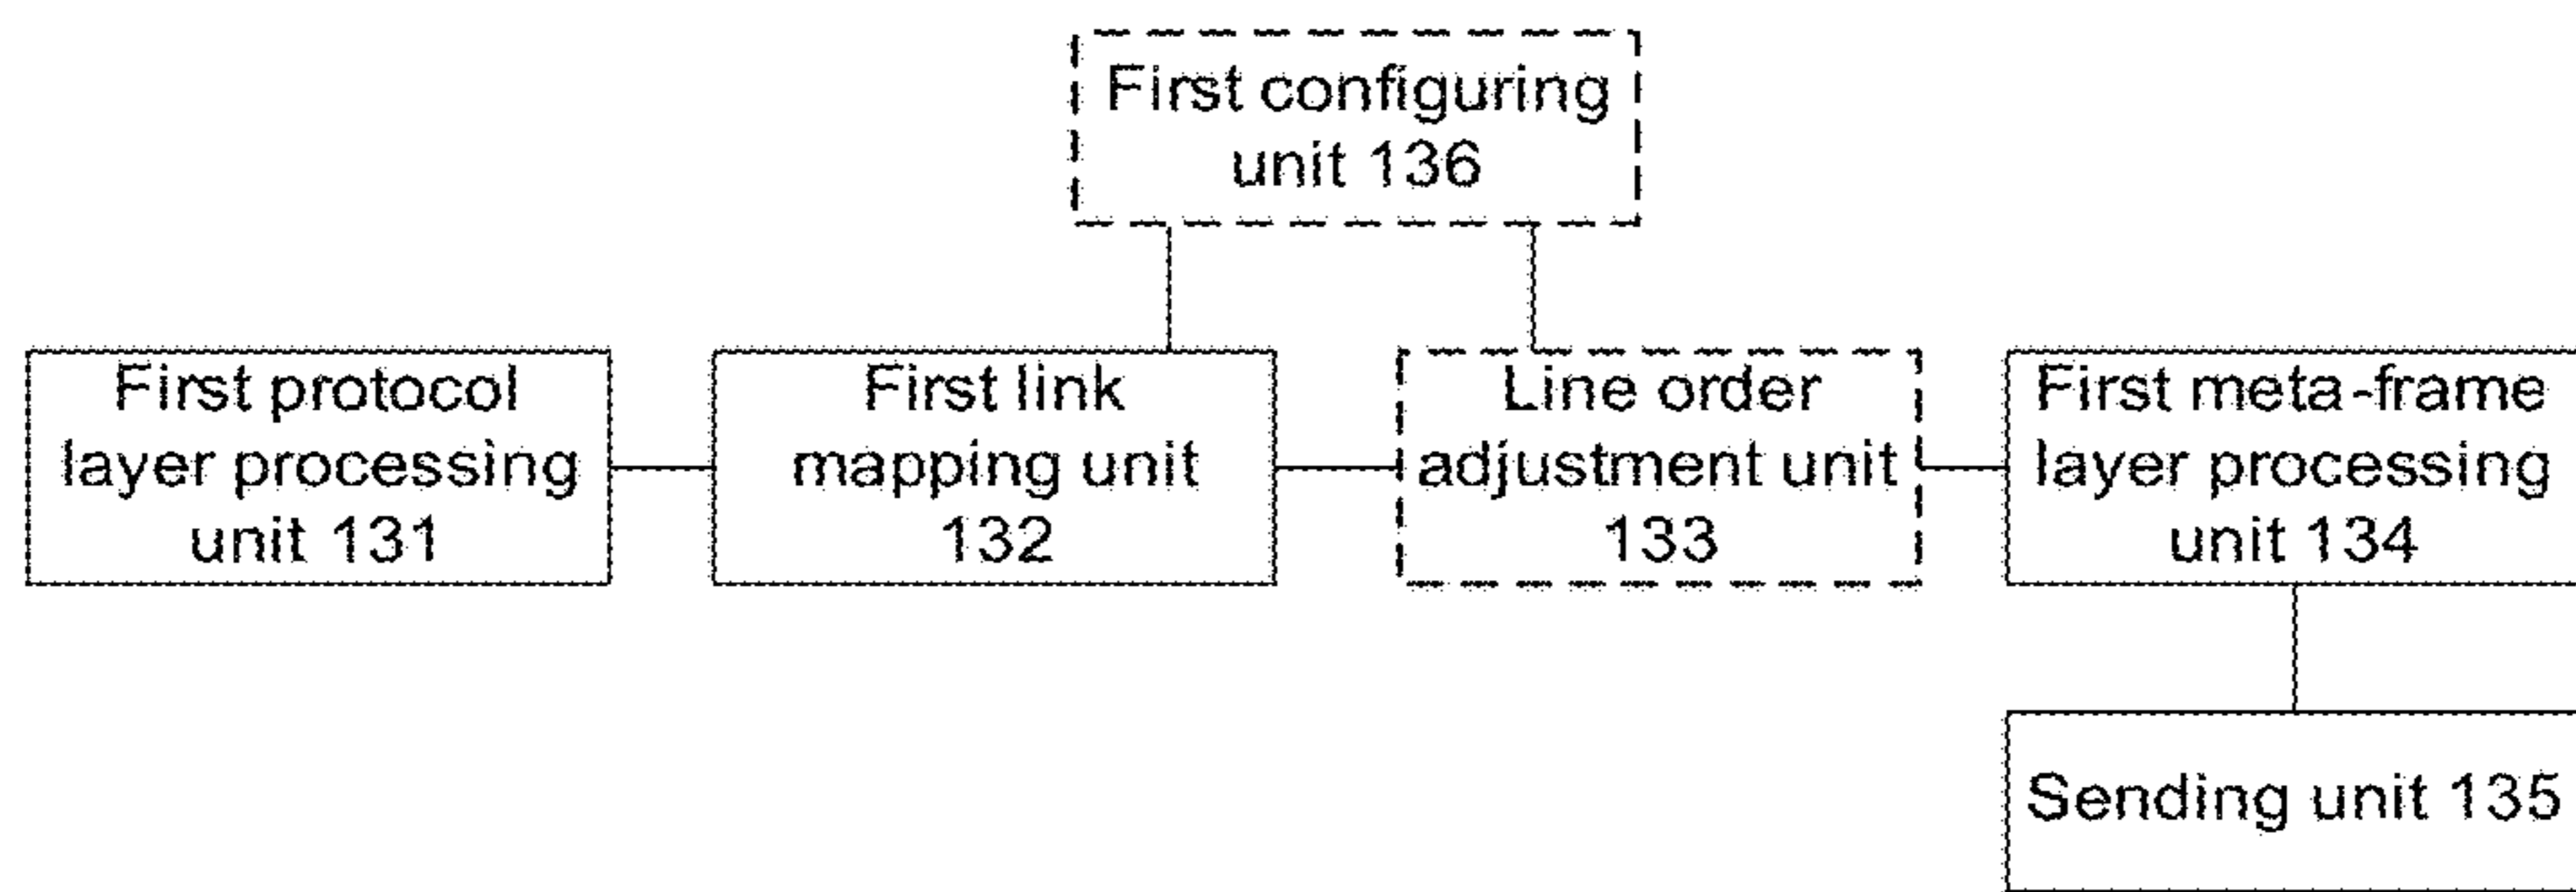 First configuring
unit 136
First protocol
layer processing
unit 131
First link
mapping unit
132
Line order
adjustment unit
133
First meta-frame
layer processing
unit 134
Sending unit 135